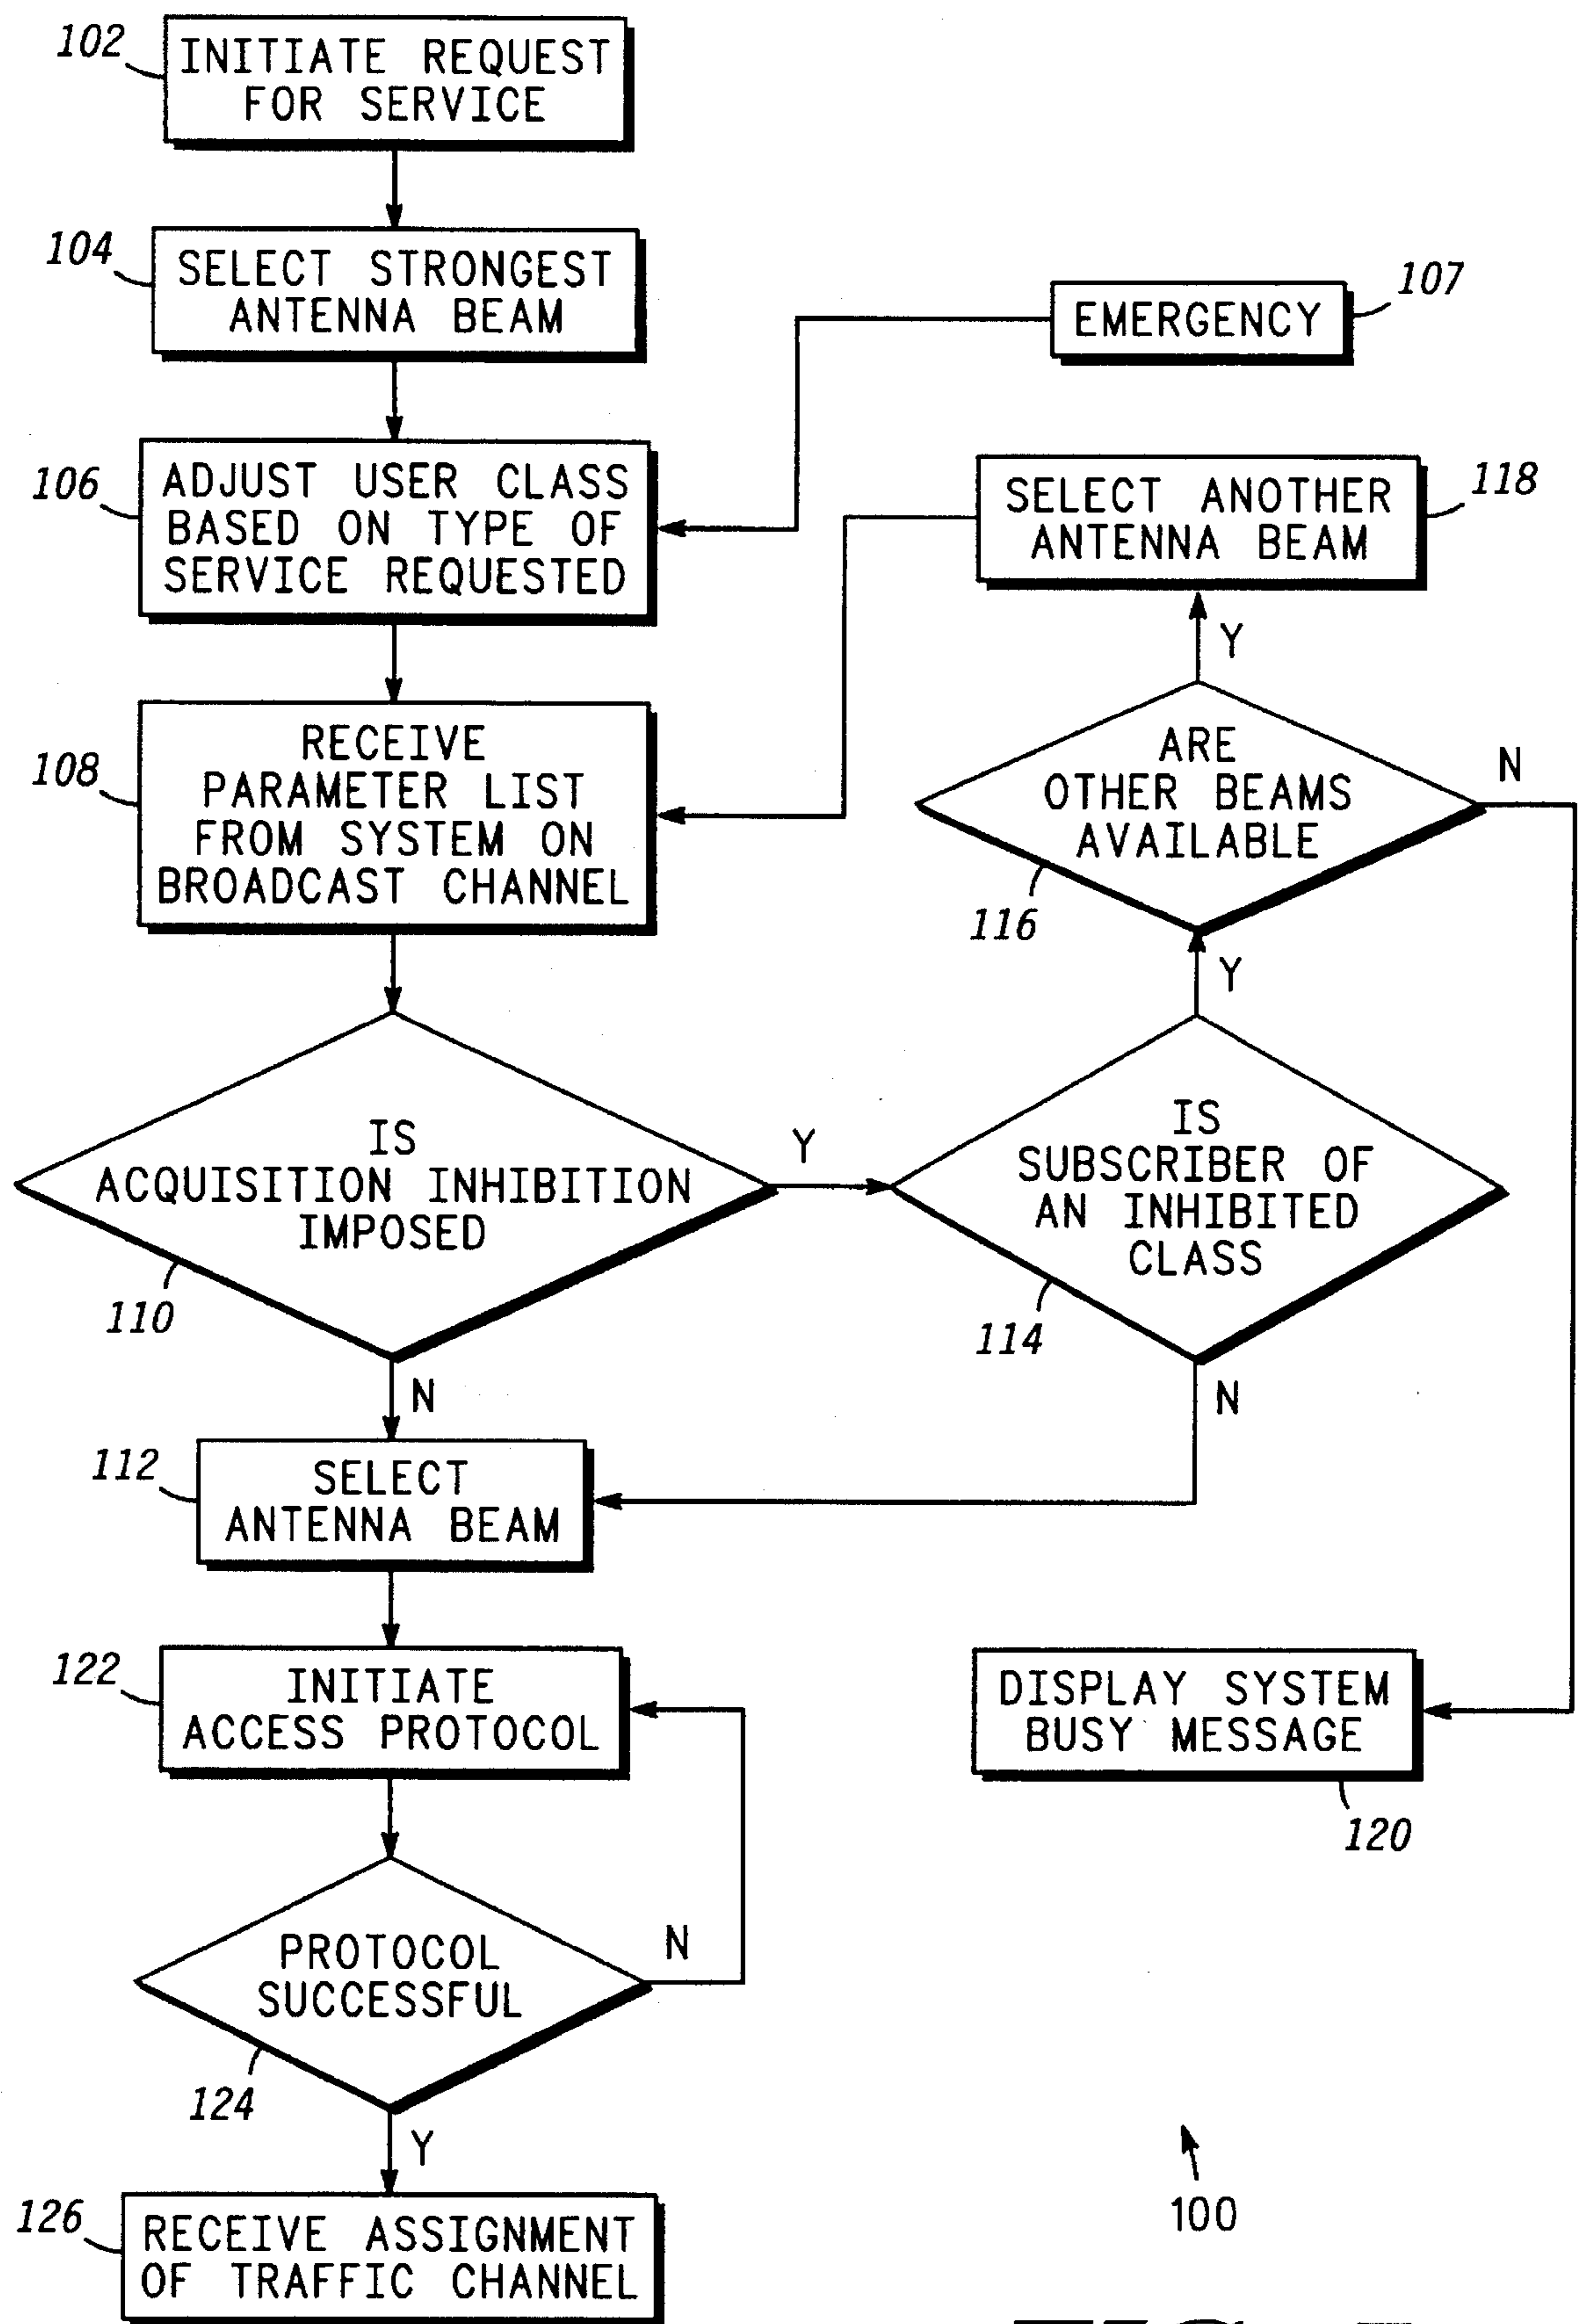 102
INITIATE REQUEST
FOR SERVICE
104
SELECT STRONGEST
ANTENNA BEAM
107
EMERGENCY
106
ADJUST USER CLASS
BASED ON TYPE OF
SERVICE REQUESTED
118
SELECT ANOTHER
ANTENNA BEAM
Y
108
RECEIVE
PARAMETER LIST
FROM SYSTEM ON
BROADCAST CHANNEL
ARE
OTHER BEAMS
AVAILABLE
N
116
Y
IS
ACQUISITION INHIBITION
IMPOSED
Y
110
IS
SUBSCRIBER OF
AN INHIBITED
CLASS
114
N
N
112
SELECT
ANTENNA BEAM
122
INITIATE
ACCESS PROTOCOL
DISPLAY SYSTEM
BUSY MESSAGE
120
PROTOCOL
SUCCESSFUL
N
124
Y
100
126
RECEIVE ASSIGNMENT
OF TRAFFIC CHANNEL